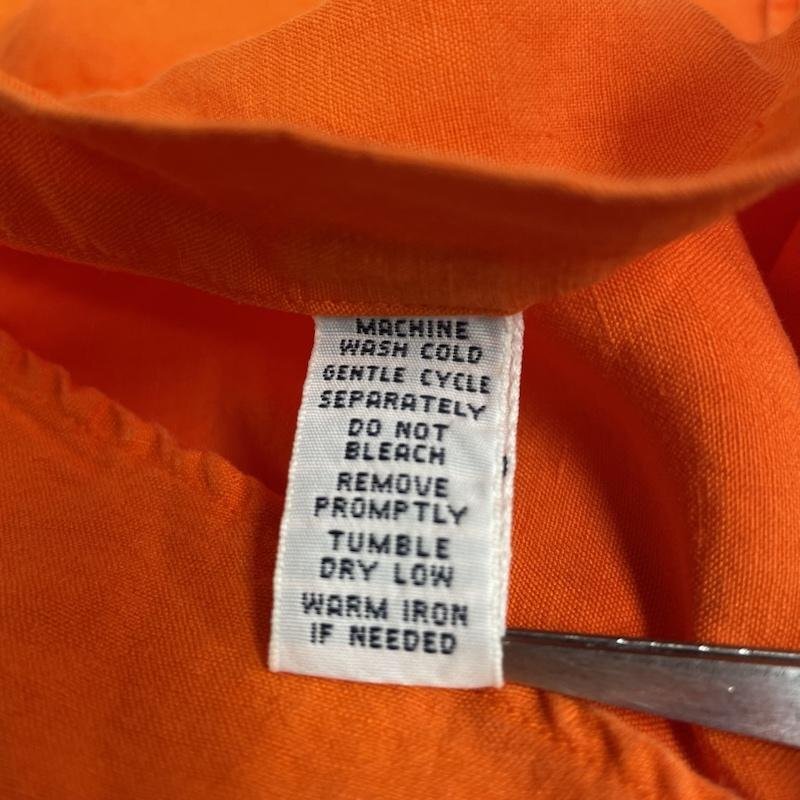 MACHINE
WASH COLD
GENTLE CYCLE
SEPARATELY
DO NOT
BLEACH
REMOVE
PROMPTLY
TUMBLE
DRY LOW
WARM IRON
IF NEEDED